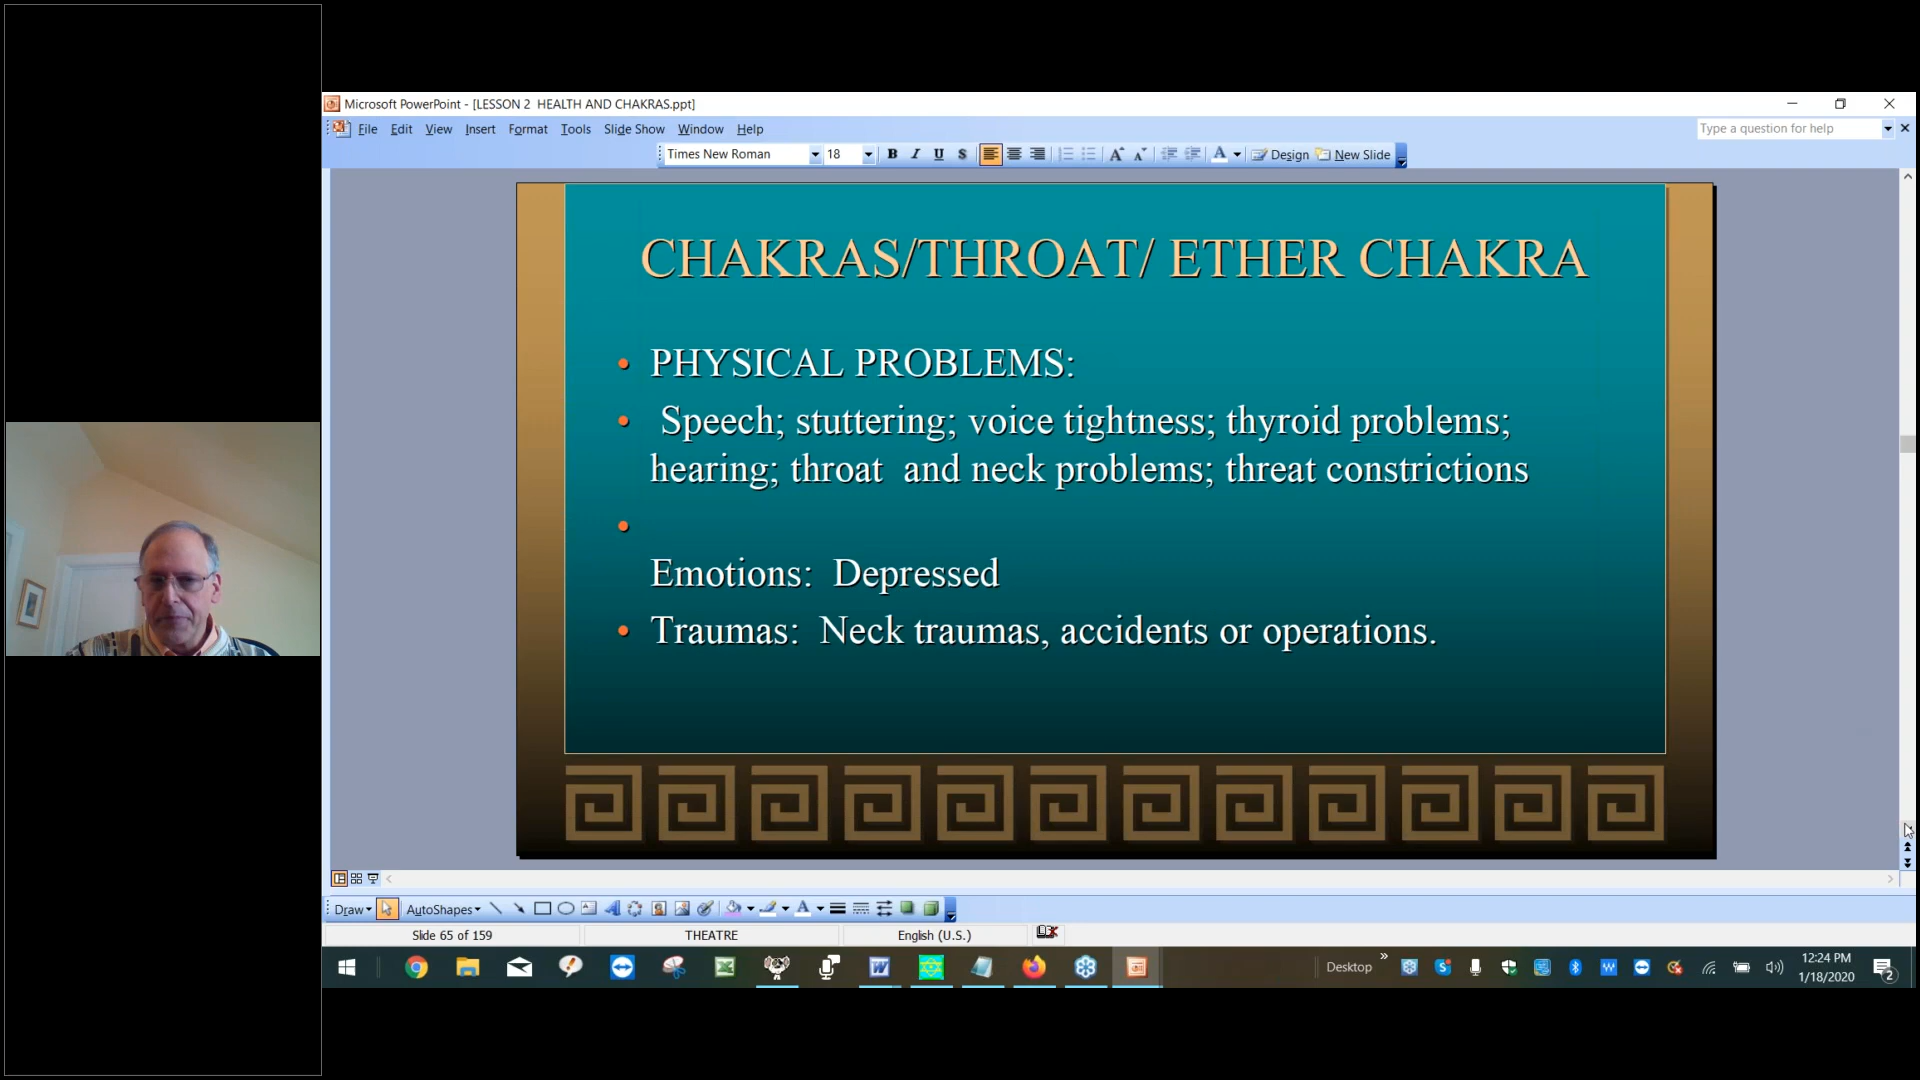 Microsoft PowerPoint - [LESSON 2  HEALTH AND CHAKRAS.ppt]
File Edit View Insert Format Tools Slide Show Window Help
Type a question for help
Times New Roman 18 B I U S A A A Design New Slide
CHAKRAS/THROAT/ ETHER CHAKRA
• PHYSICAL PROBLEMS:
• Speech; stuttering; voice tightness; thyroid problems;
hearing; throat  and neck problems; threat constrictions
•
Emotions:  Depressed
• Traumas:  Neck traumas, accidents or operations.
Draw AutoShapes A
Slide 65 of 159 THEATRE English (U.S.)
Desktop » 12:24 PM
1/18/2020 2